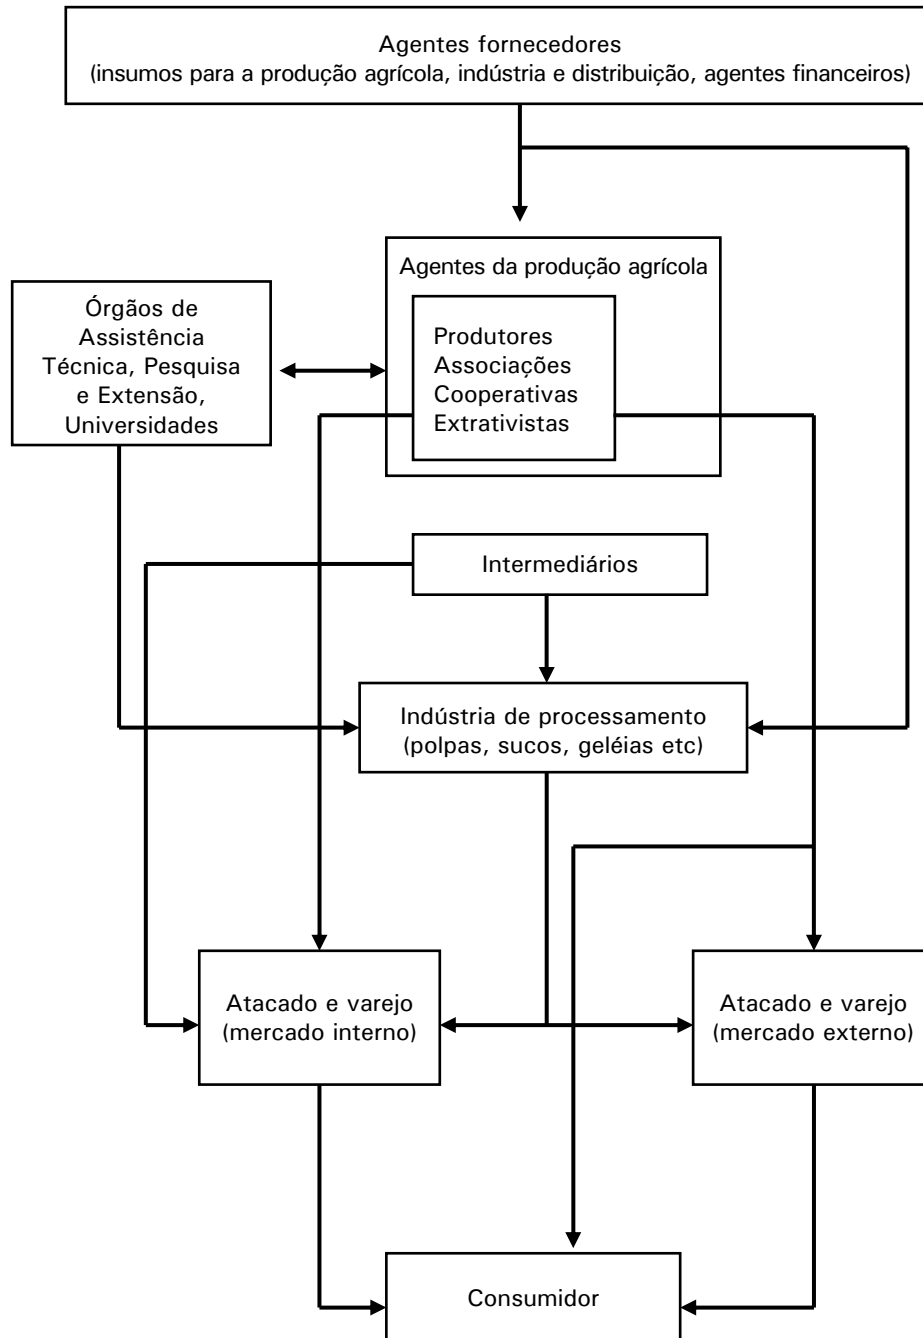 Agentes fornecedores
(insumos para a produção agrícola, indústria e distribuição, agentes financeiros)
Agentes da produção agrícola
Órgãos de
Assistência
Técnica, Pesquisa
e Extensão,
Universidades
Produtores
Associações
Cooperativas
Extrativistas
Intermediários
Indústria de processamento
(polpas, sucos, geléias etc)
Atacado e varejo
(mercado interno)
Atacado e varejo
(mercado externo)
Consumidor